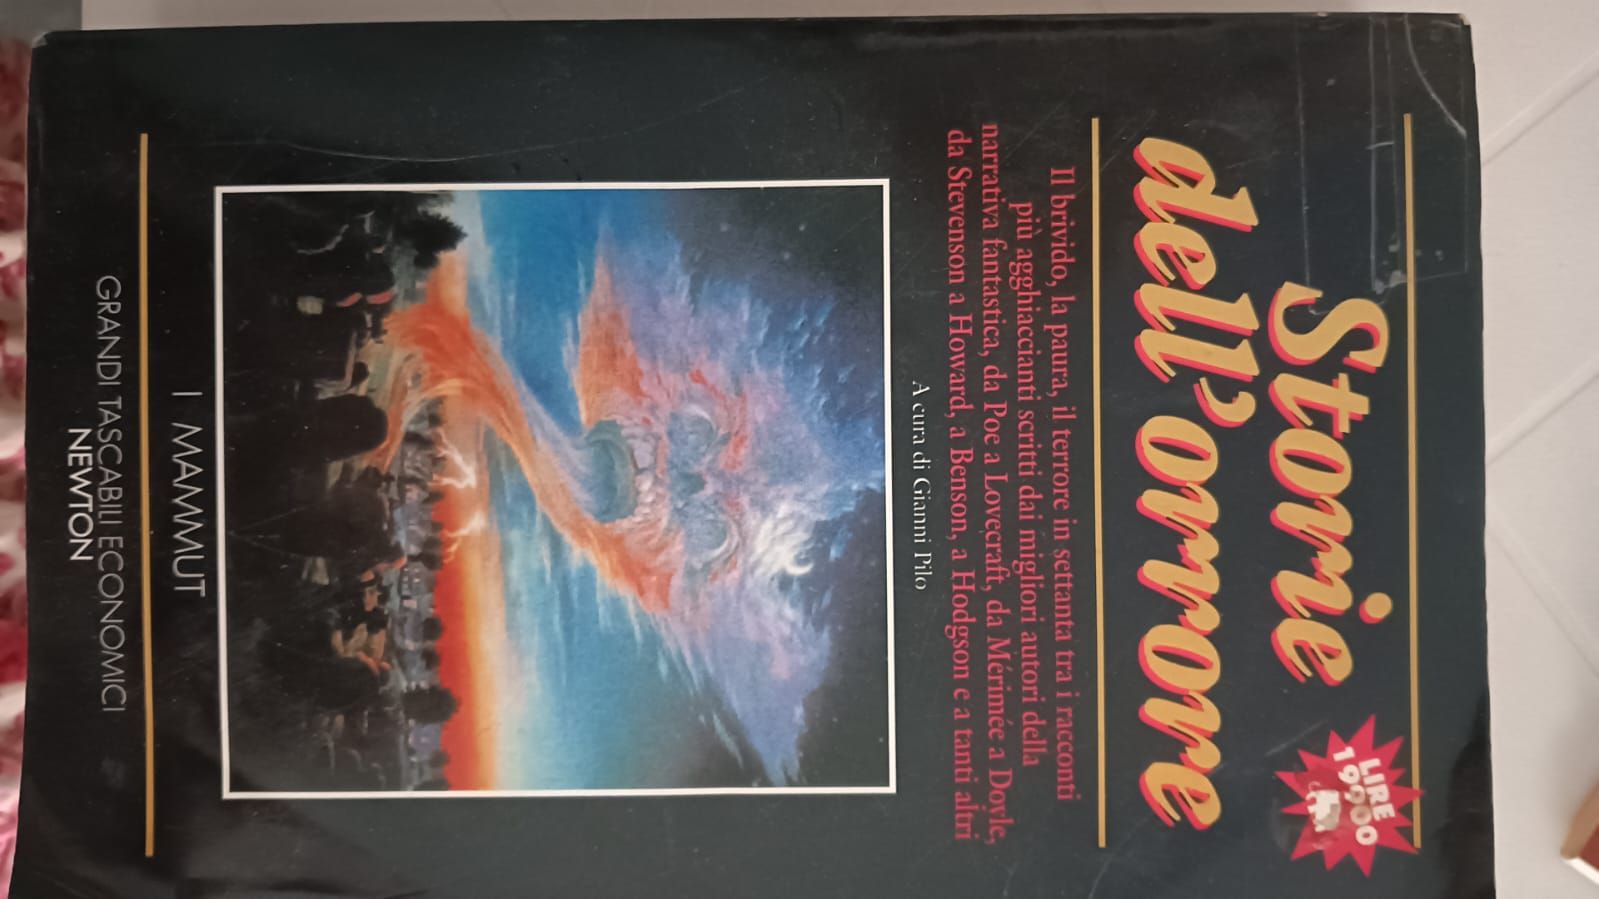 Storie
dell'orrore
LIRE
19900
Il brivido, la paura, il terrore in settanta tra i racconti
più agghiaccianti scritti dai migliori autori della
narrativa fantastica, da Poe a Lovecraft, da Mérimée a Doyle,
da Stevenson a Howard, a Benson, a Hodgson e a tanti altri
A cura di Gianni Pilo
I MAMMUT
GRANDI TASCABILI ECONOMICI
NEWTON